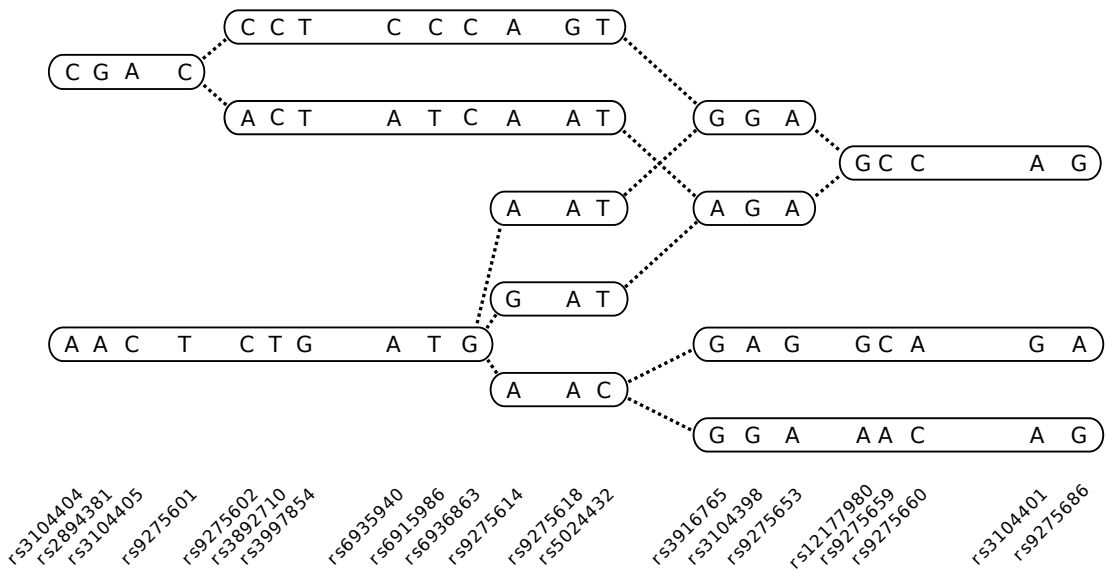 C C T C C C A G T
C G A C
A C T A T C A A T
G G A
G C C A G
A A T
A G A
G A T
A A C T C T G A T G
G A G G C A G A
A A C
G G A A A C A G
rs3104404
rs2894381
rs3104405
rs9275601
rs9275602
rs3892710
rs3997854
rs6935940
rs6915986
rs6936863
rs9275614
rs9275618
rs5024432
rs3916765
rs3104398
rs9275653
rs12177980
rs9275659
rs9275660
rs3104401
rs9275686